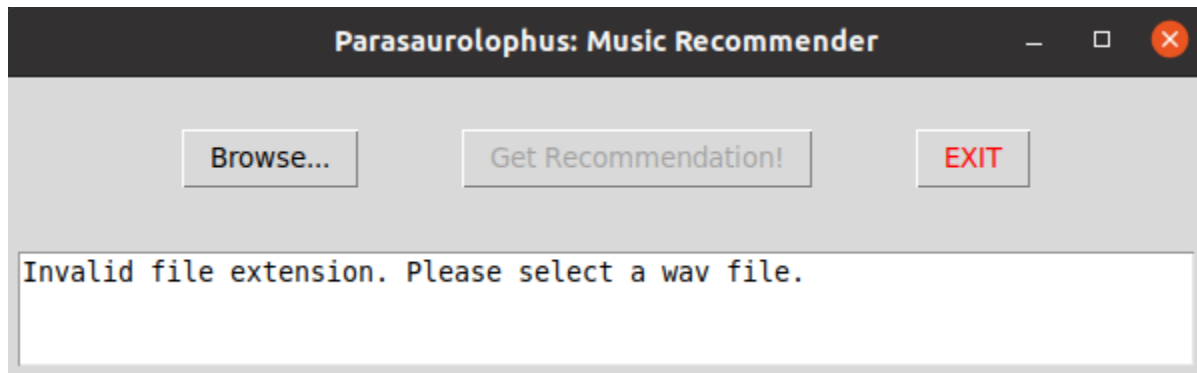 Parasaurolophus: Music Recommender
Browse... Get Recommendation! EXIT
Invalid file extension. Please select a wav file.